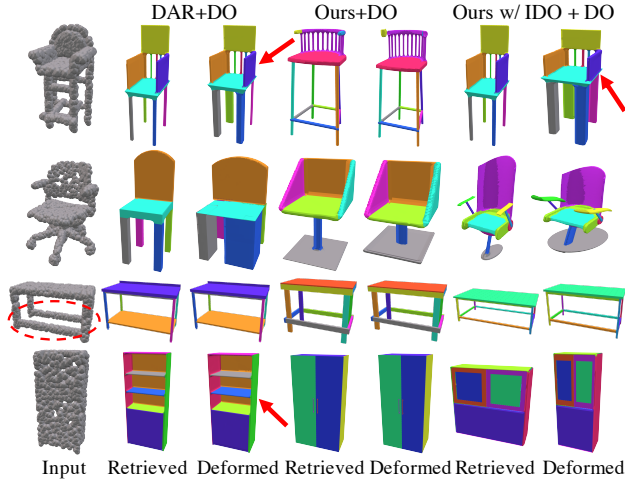 DAR+DO Ours+DO Ours w/ IDO + DO
Input Retrieved Deformed Retrieved Deformed Retrieved Deformed